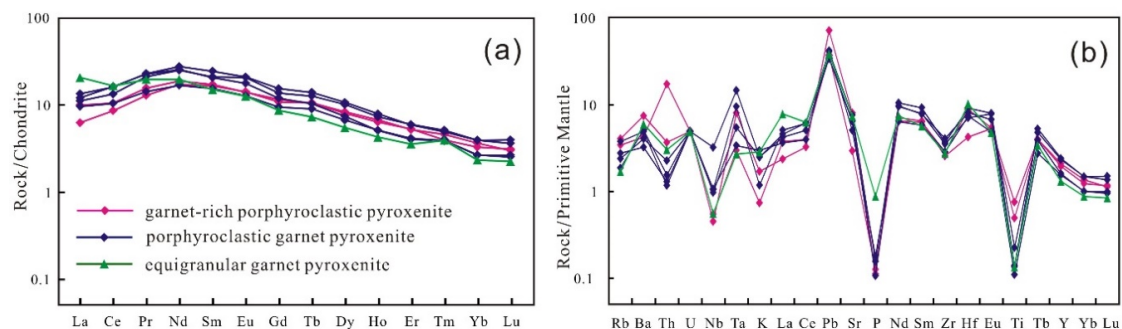 (a)
Rock/Chondrite
100
10
1
0.1
garnet-rich porphyroclastic pyroxenite
porphyroclastic garnet pyroxenite
equigranular garnet pyroxenite
La Ce Pr Nd Sm Eu Gd Tb Dy Ho Er Tm Yb Lu
(b)
Rock/Primitive Mantle
100
10
1
0.1
Rb Ba Th U Nb Ta K La Ce Pb Sr P Nd Sm Zr Hf Eu Ti Tb Y Yb Lu